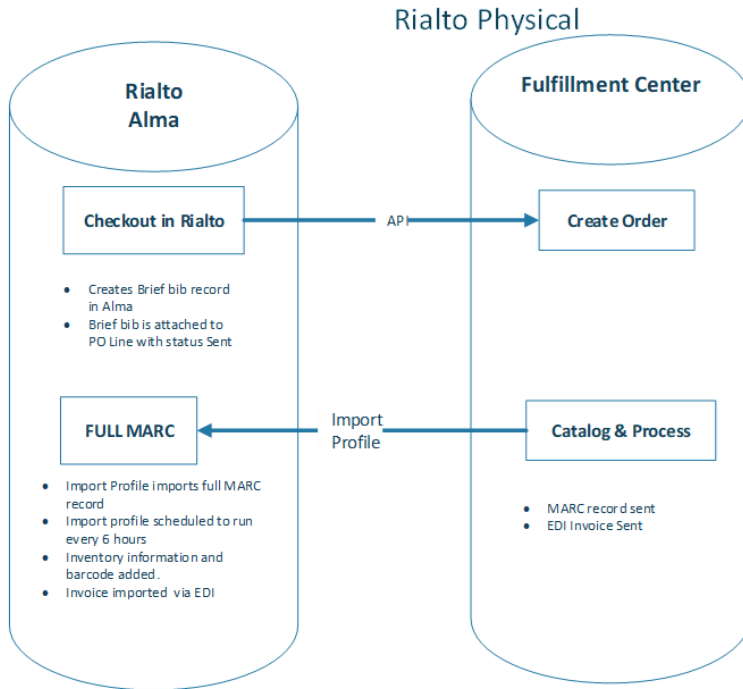 Rialto Physical
Rialto
Alma
Fulfillment Center
Checkout in Rialto
API
Create Order
• Creates Brief bib record
in Alma
• Brief bib is attached to
PO Line with status Sent
FULL MARC
Import
Profile
Catalog & Process
• Import Profile imports full MARC
record
• Import profile scheduled to run
every 6 hours
• Inventory information and
barcode added.
• Invoice imported via EDI
• MARC record sent
• EDI Invoice Sent